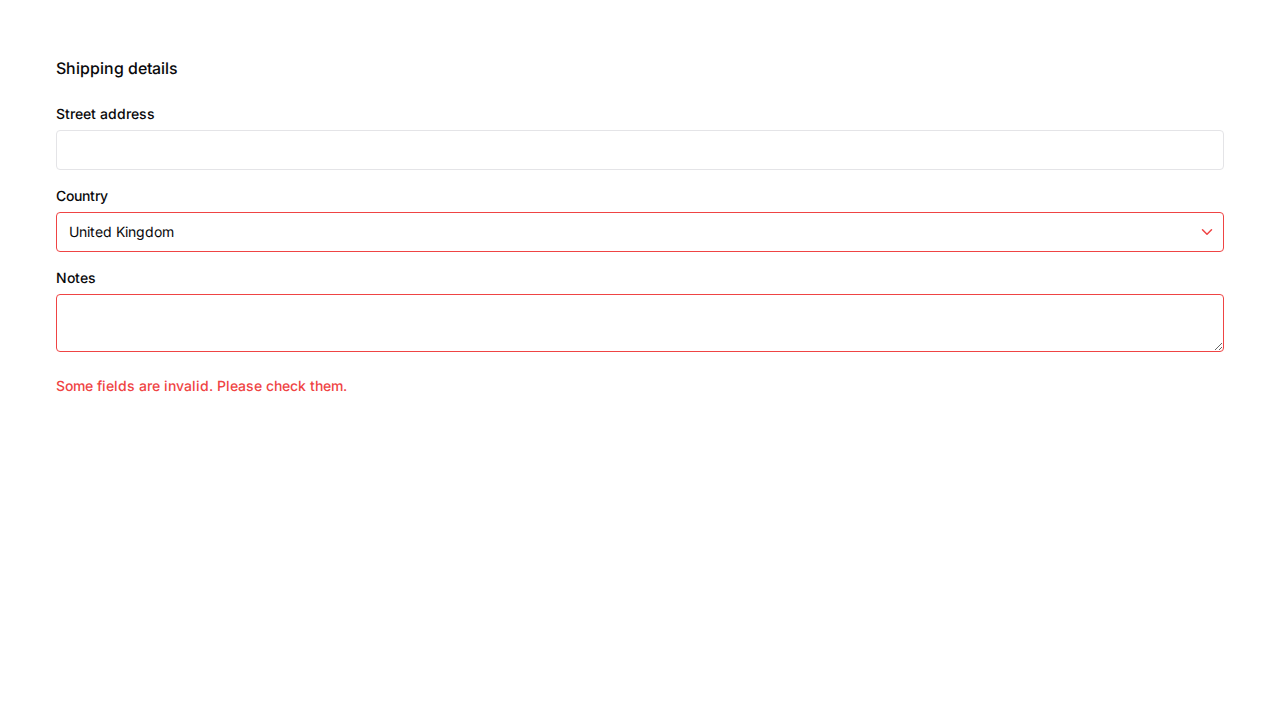 Shipping details
Street address
Country
United Kingdom
Notes
Some fields are invalid. Please check them.